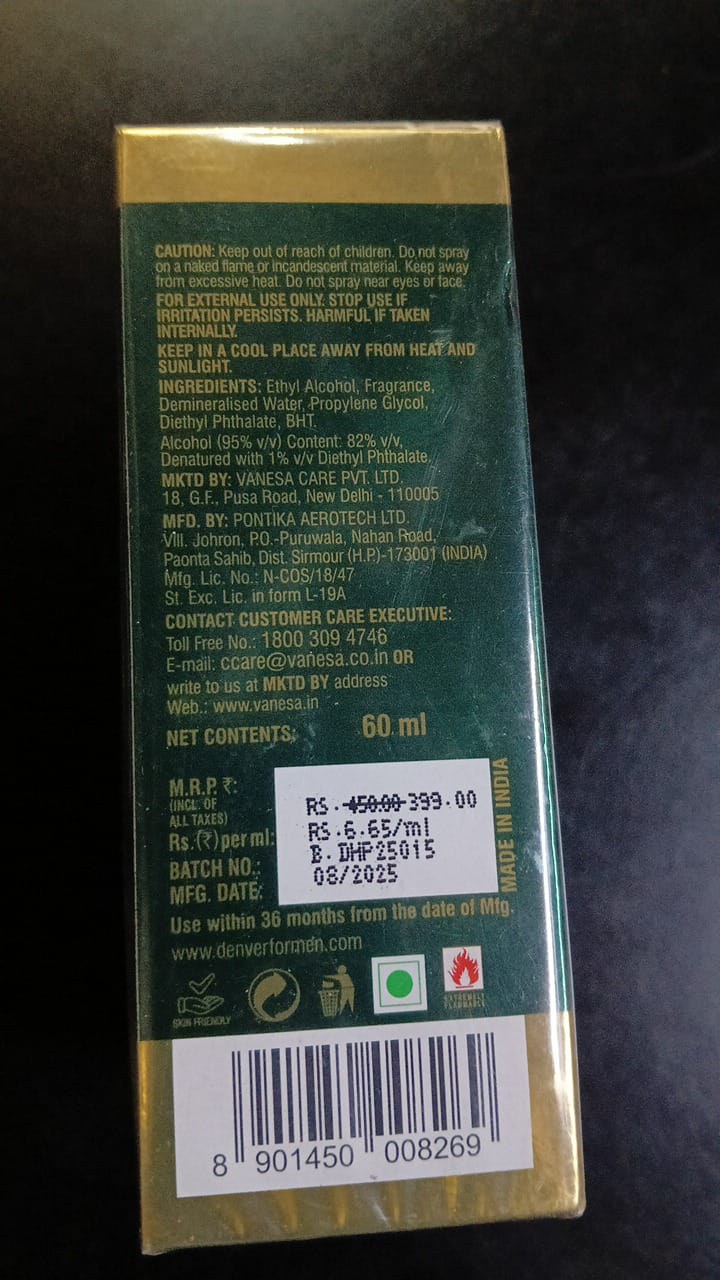 CAUTION: Keep out of reach of children. Do not spray
on a naked flame or incandescent material. Keep away
from excessive heat. Do not spray near eyes or face.
FOR EXTERNAL USE ONLY. STOP USE IF
IRRITATION PERSISTS. HARMFUL IF TAKEN
INTERNALLY.
KEEP IN A COOL PLACE AWAY FROM HEAT AND
SUNLIGHT.
INGREDIENTS: Ethyl Alcohol, Fragrance,
Demineralised Water, Propylene Glycol,
Diethyl Phthalate, BHT.
Alcohol (95% v/v) Content: 82% v/v,
Denatured with 1% v/v Diethyl Phthalate.
MKTD BY: VANESA CARE PVT. LTD.
18, G.F., Pusa Road, New Delhi - 110005
MFD. BY: PONTIKA AEROTECH LTD.
Vill. Johron, P.O.-Puruwala, Nahan Road,
Paonta Sahib, Dist. Sirmour (H.P.)-173001 (INDIA)
Mfg. Lic. No.: N-COS/18/47
St. Exc. Lic. in form L-19A
CONTACT CUSTOMER CARE EXECUTIVE:
Toll Free No.: 1800 309 4746
E-mail: ccare@vanesa.co.in OR
write to us at MKTD BY address
Web.: www.vanesa.in
NET CONTENTS: 60 ml
M.R.P. ₹:
(INCL. OF
ALL TAXES)
Rs.(₹) per ml:
BATCH NO.:
MFG. DATE:
RS. 450.00 399.00
RS.6.65/ml
B. DHP25015
08/2025
MADE IN INDIA
Use within 36 months from the date of Mfg.
www.denverformen.com
SKIN FRIENDLY
EXTREMELY
FLAMMABLE
8 901450 008269